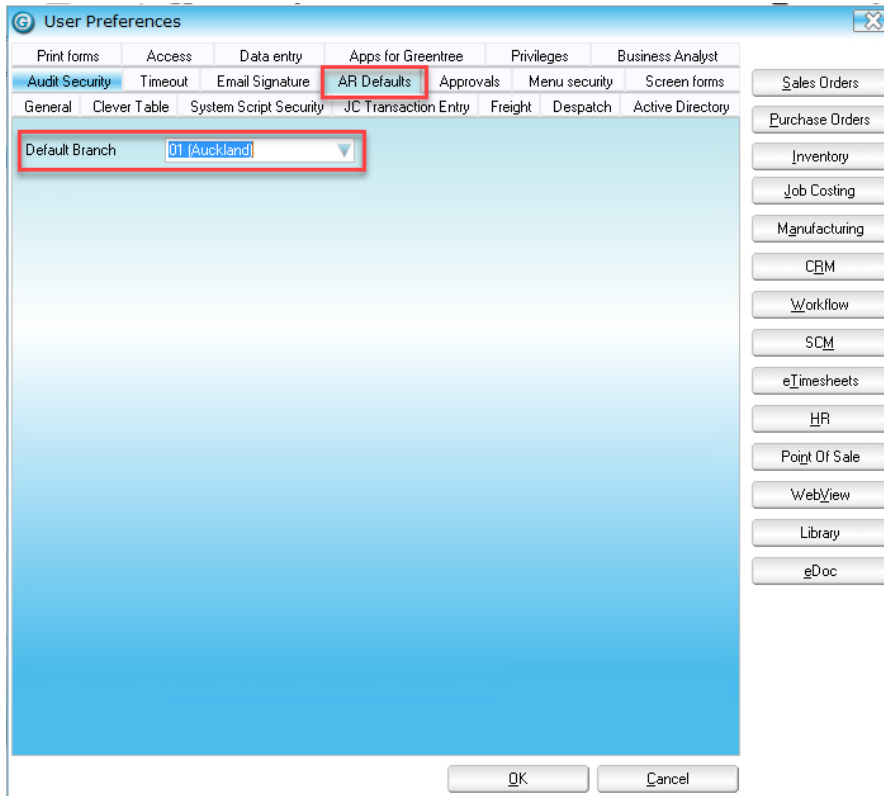 G User Preferences
Print forms Access Data entry Apps for Greentree Privileges Business Analyst
Audit Security Timeout Email Signature AR Defaults Approvals Menu security Screen forms
General Clever Table System Script Security JC Transaction Entry Freight Despatch Active Directory
Default Branch 01 (Auckland)
Sales Orders
Purchase Orders
Inventory
Job Costing
Manufacturing
CRM
Workflow
SCM
eTimesheets
HR
Point Of Sale
WebView
Library
eDoc
OK Cancel